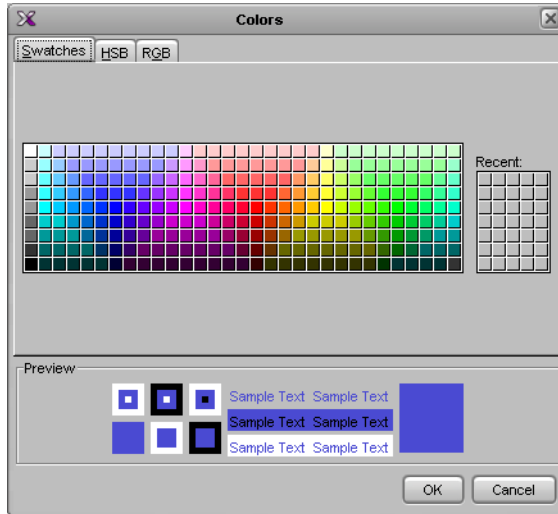 Colors
Swatches HSB RGB
Recent:
Preview
Sample Text Sample Text
Sample Text Sample Text
Sample Text Sample Text
OK Cancel